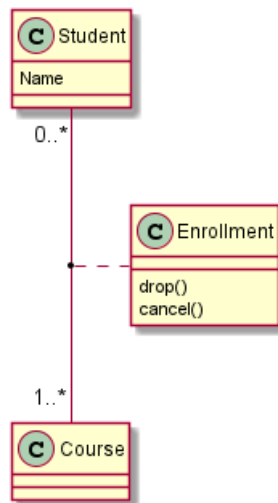 C Student
Name
0..*
C Enrollment
drop()
cancel()
1..*
C Course